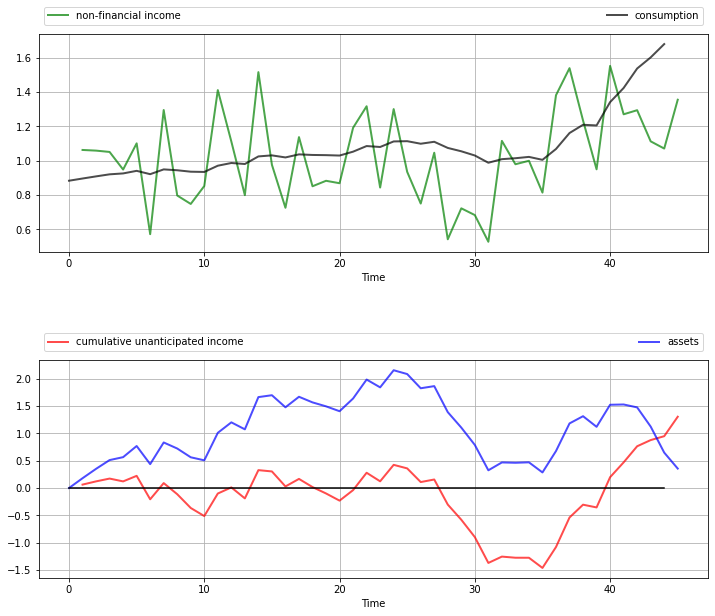 non-financial income consumption
1.6
1.4
1.2
1.0
0.8
0.6
0 10 20 30 40
Time
cumulative unanticipated income assets
2.0
1.5
1.0
0.5
0.0
−0.5
−1.0
−1.5
0 10 20 30 40
Time